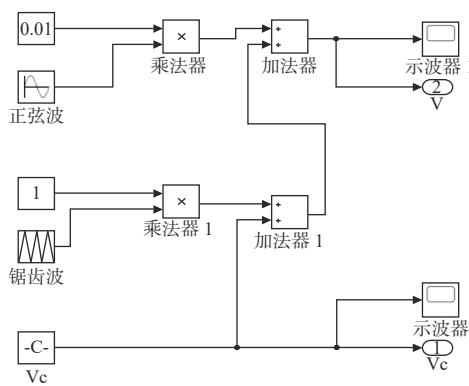 0.01
×
乘法器
+
+
加法器
示波器 1
2
V
正弦波
1
×
乘法器 1
+
+
加法器 1
锯齿波
示波器
-C-
Vc
1
Vc